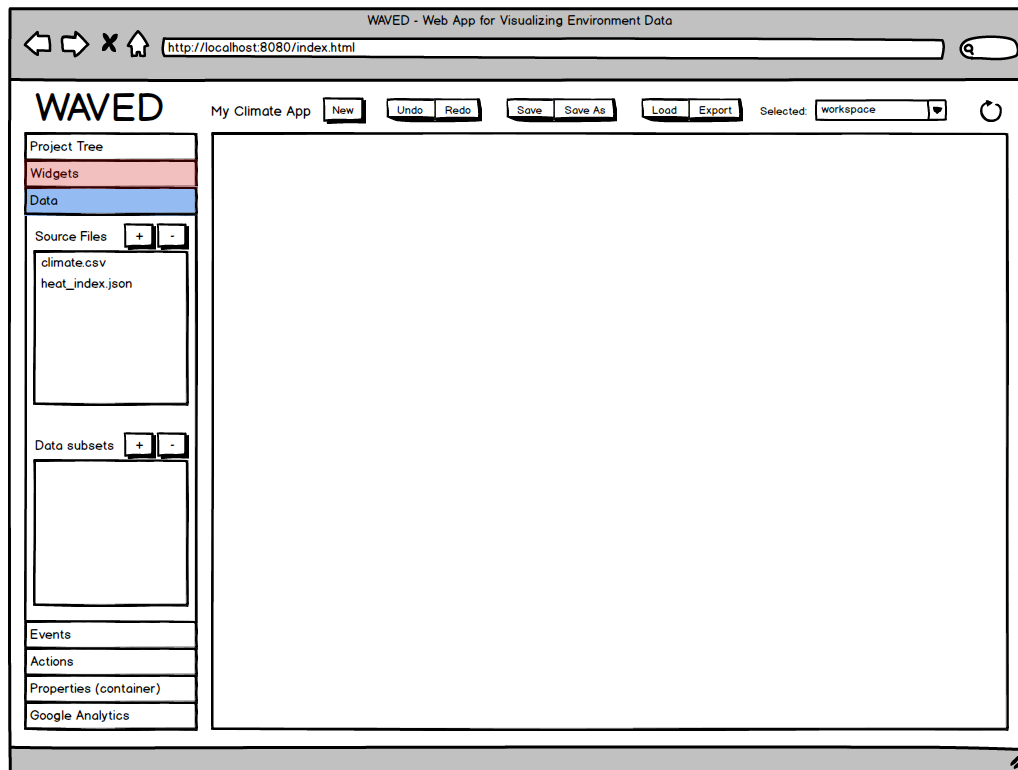 WAVED - Web App for Visualizing Environment Data
http://localhost:8080/index.html
WAVED
My Climate App New Undo Redo Save Save As Load Export Selected: workspace
Project Tree
Widgets
Data
Source Files + -
climate.csv
heat_index.json
Data subsets + -
Events
Actions
Properties (container)
Google Analytics